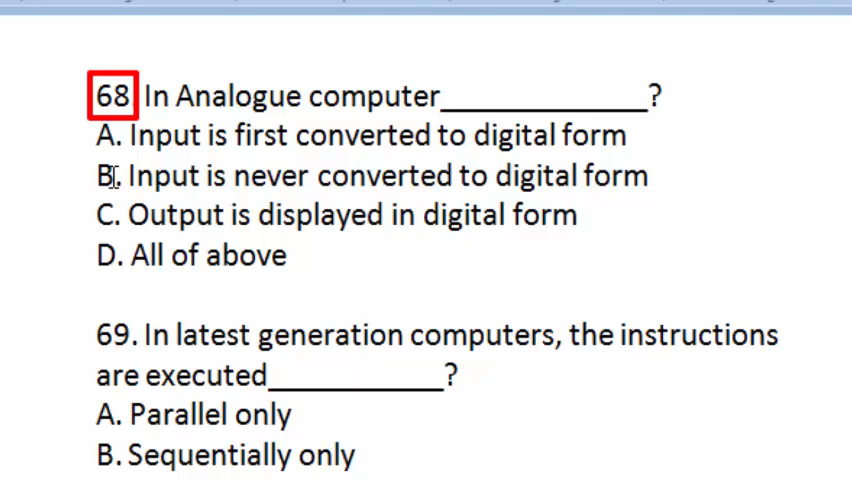 68. In Analogue computer_____________?
A. Input is first converted to digital form
B. Input is never converted to digital form
C. Output is displayed in digital form
D. All of above
69. In latest generation computers, the instructions
are executed___________?
A. Parallel only
B. Sequentially only